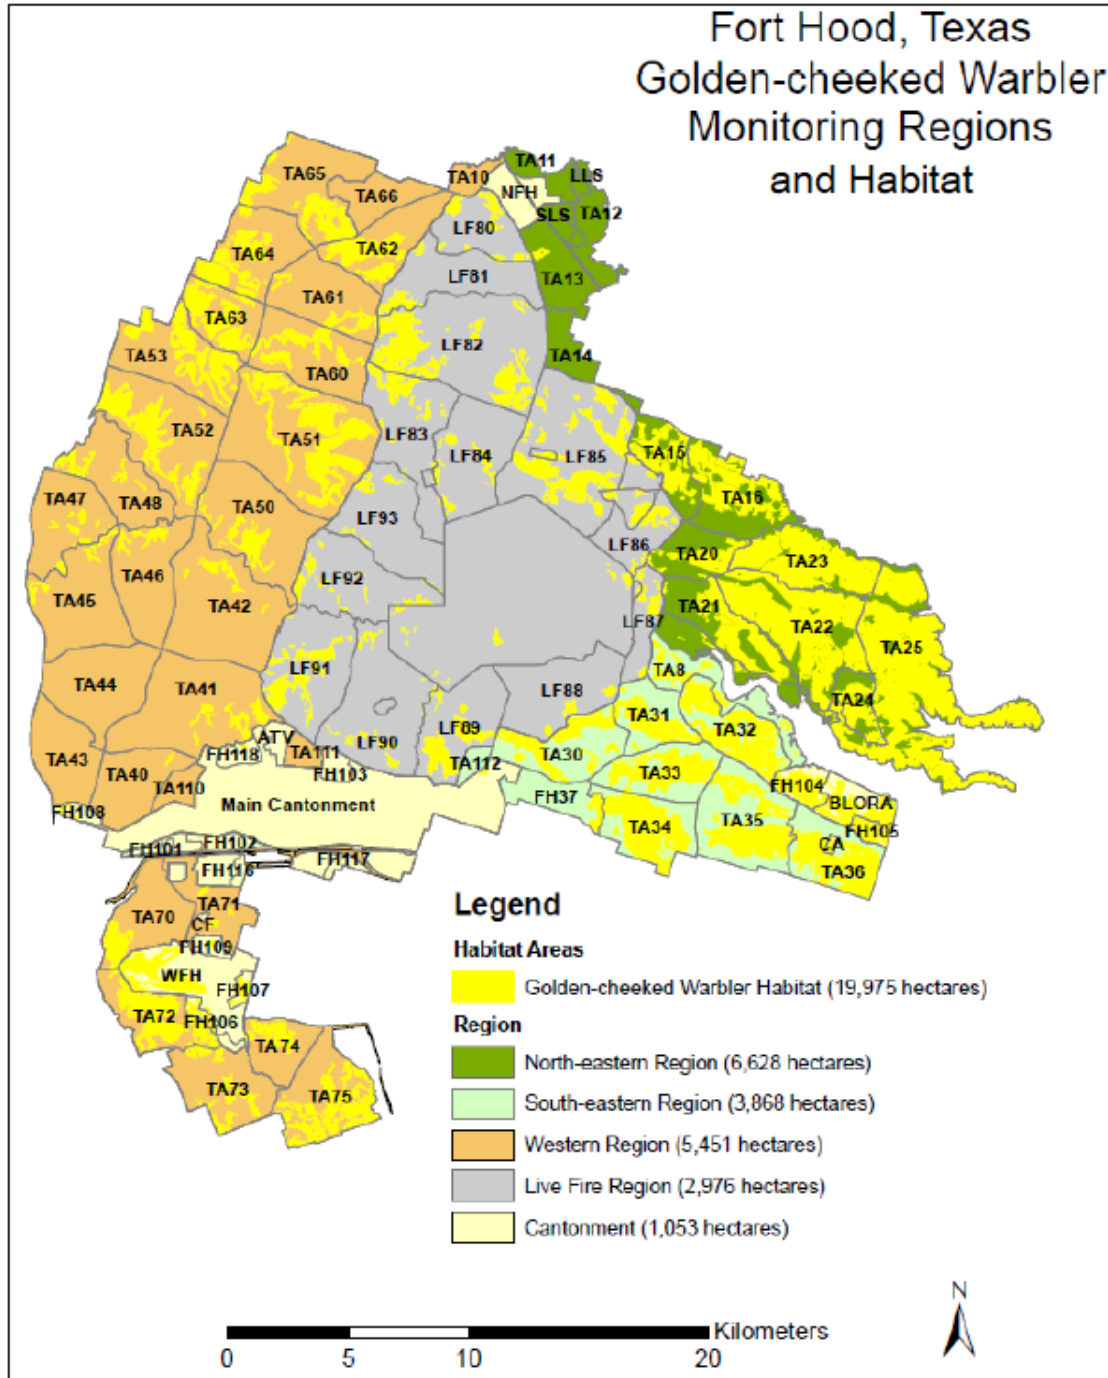 Fort Hood, Texas
Golden-cheeked Warbler
Monitoring Regions
and Habitat
TA65
TA66
TA10
TA11
LLS
NFH
SLS
TA12
LF80
TA64
TA62
TA13
LF81
TA61
TA63
LF82
TA53
TA60
TA14
TA52
TA51
LF83
LF84
LF85
TA15
TA16
TA47
TA48
TA50
LF93
LF86
TA20
TA23
TA46
LF92
TA45
TA42
LF87
TA21
TA22
TA25
LF91
TA8
TA44
TA41
LF88
TA24
TA31
TA32
LF89
ATV
TA111
LF90
TA43
FH118
FH103
TA112
TA30
TA33
TA40
TA110
FH37
FH104
BLORA
FH108
Main Cantonment
TA34
TA35
FH105
FH101
FH102
CA
FH116
FH117
TA36
TA70
TA71
CF
FH109
WFH
FH107
TA72
FH106
TA74
TA73
TA75
Legend
Habitat Areas
Golden-cheeked Warbler Habitat (19,975 hectares)
Region
North-eastern Region (6,628 hectares)
South-eastern Region (3,868 hectares)
Western Region (5,451 hectares)
Live Fire Region (2,976 hectares)
Cantonment (1,053 hectares)
N
Kilometers
0 5 10 20